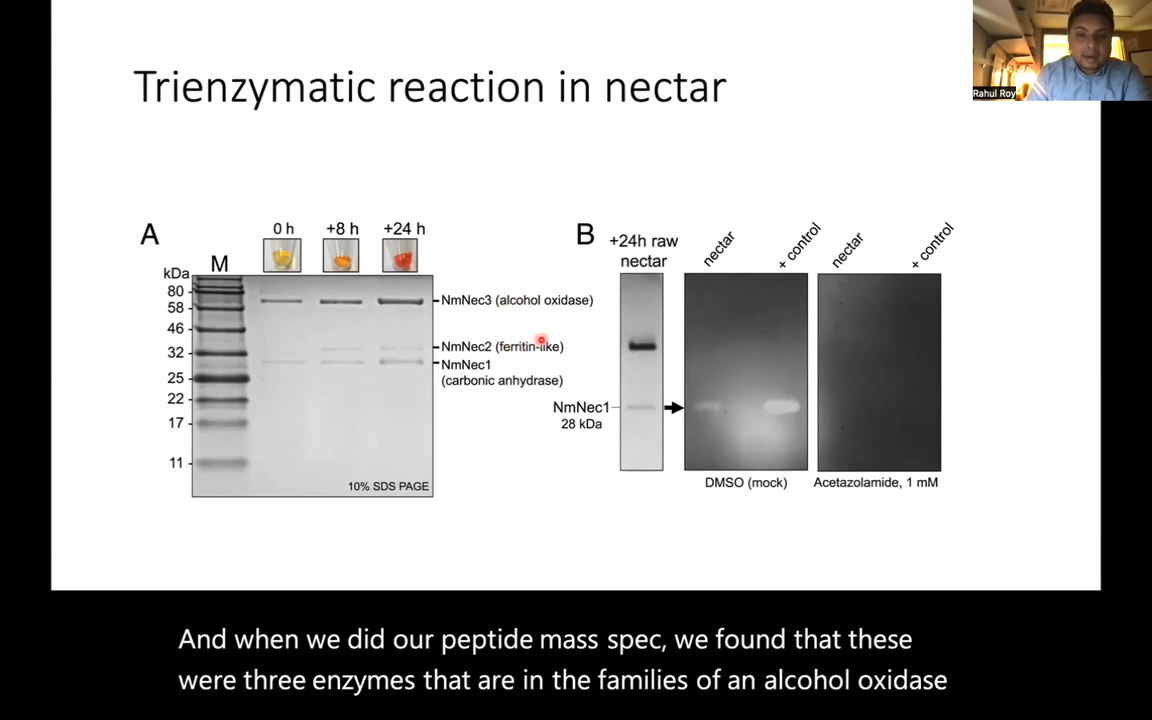 Trienzymatic reaction in nectar
Rahul Roy
A
0 h
+8 h
+24 h
M
kDa
80
58
46
32
25
22
17
11
NmNec3 (alcohol oxidase)
NmNec2 (ferritin-like)
NmNec1
(carbonic anhydrase)
10% SDS PAGE
B
+24h raw
nectar
nectar
+ control
nectar
+ control
NmNec1
28 kDa
DMSO (mock)
Acetazolamide, 1 mM
And when we did our peptide mass spec, we found that these
were three enzymes that are in the families of an alcohol oxidase